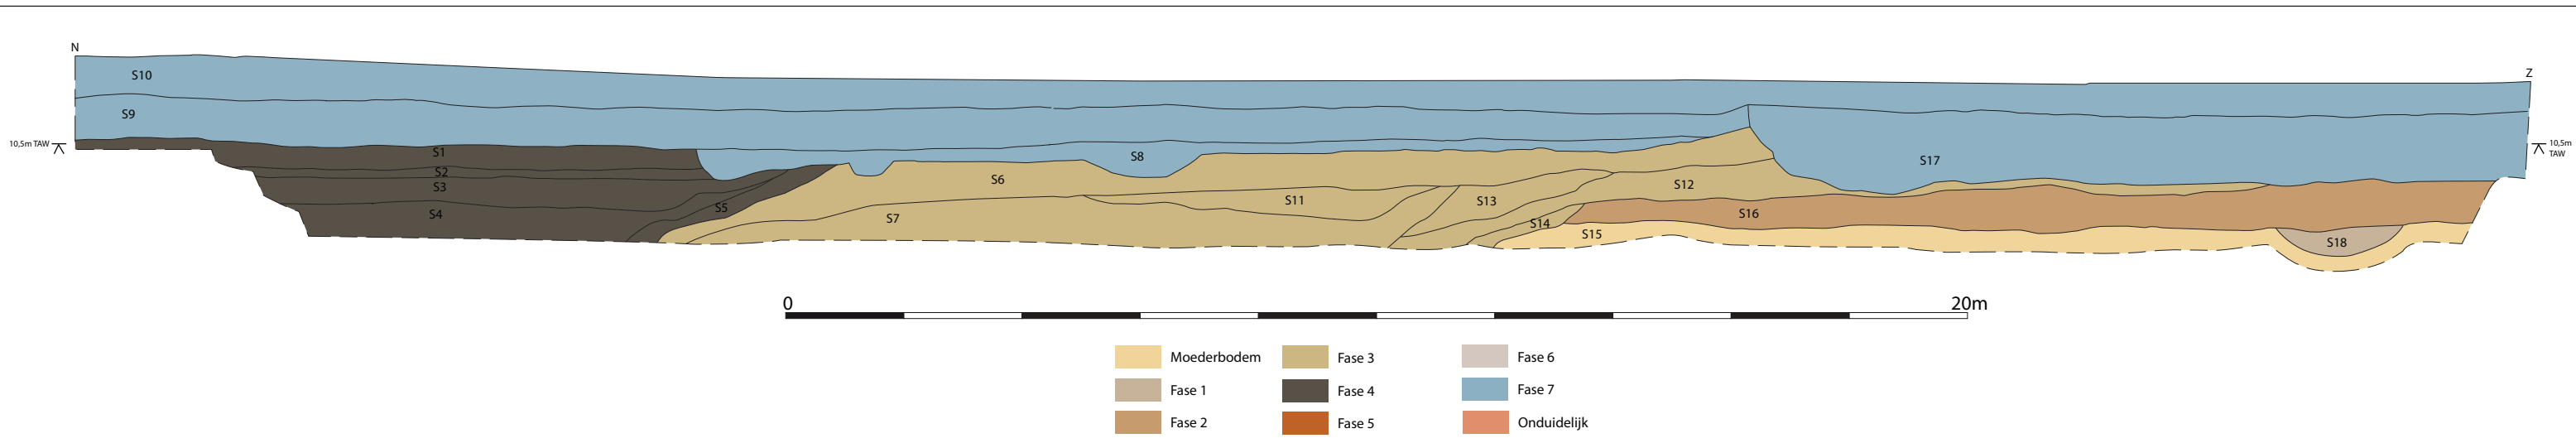 N
Z
S10
S9
10,5m TAW
10,5m
TAW
S1
S2
S3
S4
S5
S6
S7
S8
S11
S12
S13
S14
S15
S16
S17
S18
0 20m
Moederbodem Fase 3 Fase 6
Fase 1 Fase 4 Fase 7
Fase 2 Fase 5 Onduidelijk